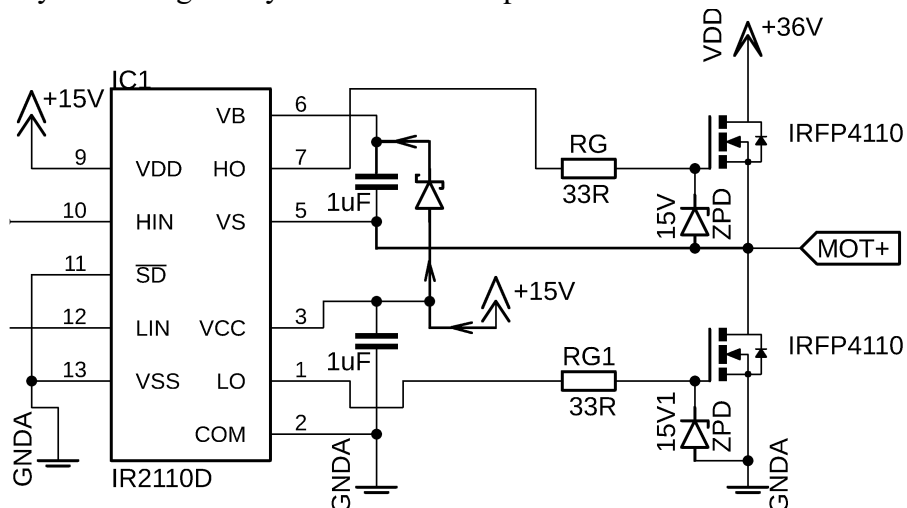 IC1
+15V
VDD
HIN
SD
LIN
VSS
VB
HO
VS
VCC
LO
COM
9
10
11
12
13
6
7
5
3
1
2
IR2110D
GNDA
1uF
+15V
1uF
GNDA
RG
33R
RG1
33R
VDD
+36V
IRFP4110
15V
ZPD
MOT+
IRFP4110
15V1
ZPD
GNDA